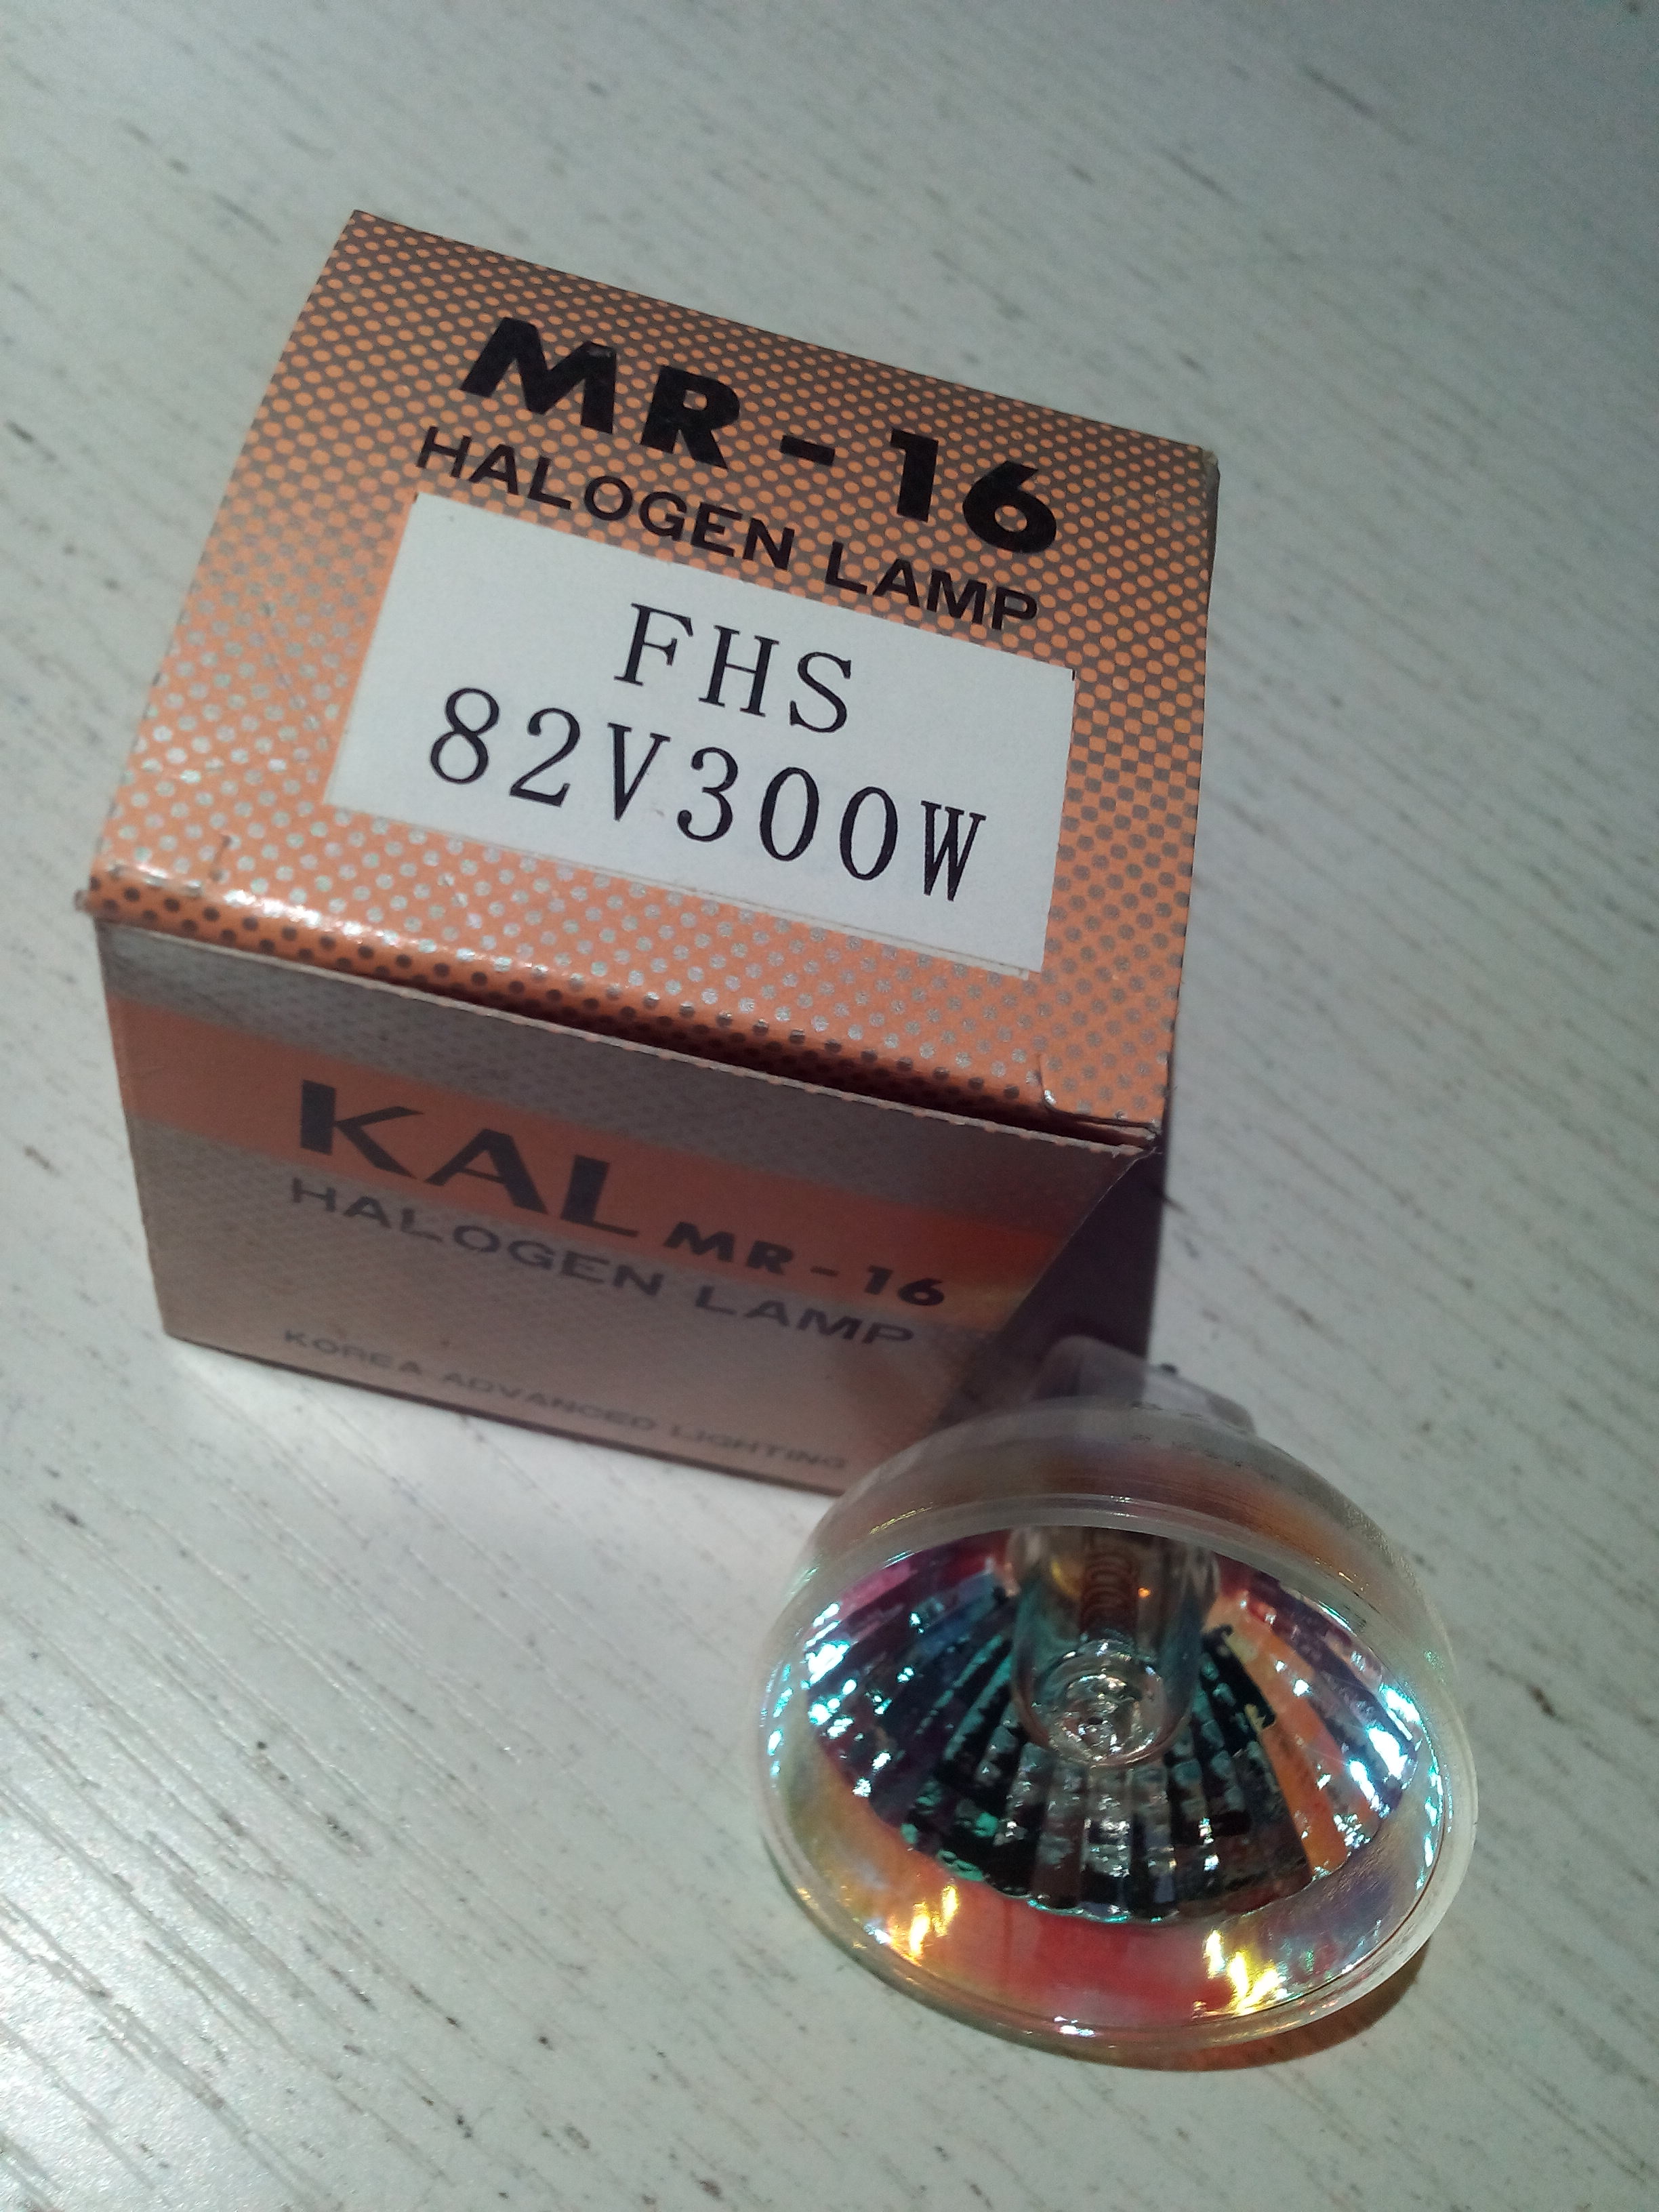 MR-16
HALOGEN LAMP
FHS
82V300W
KAL MR-16
HALOGEN LAMP
KOREA ADVANCED LIGHTING